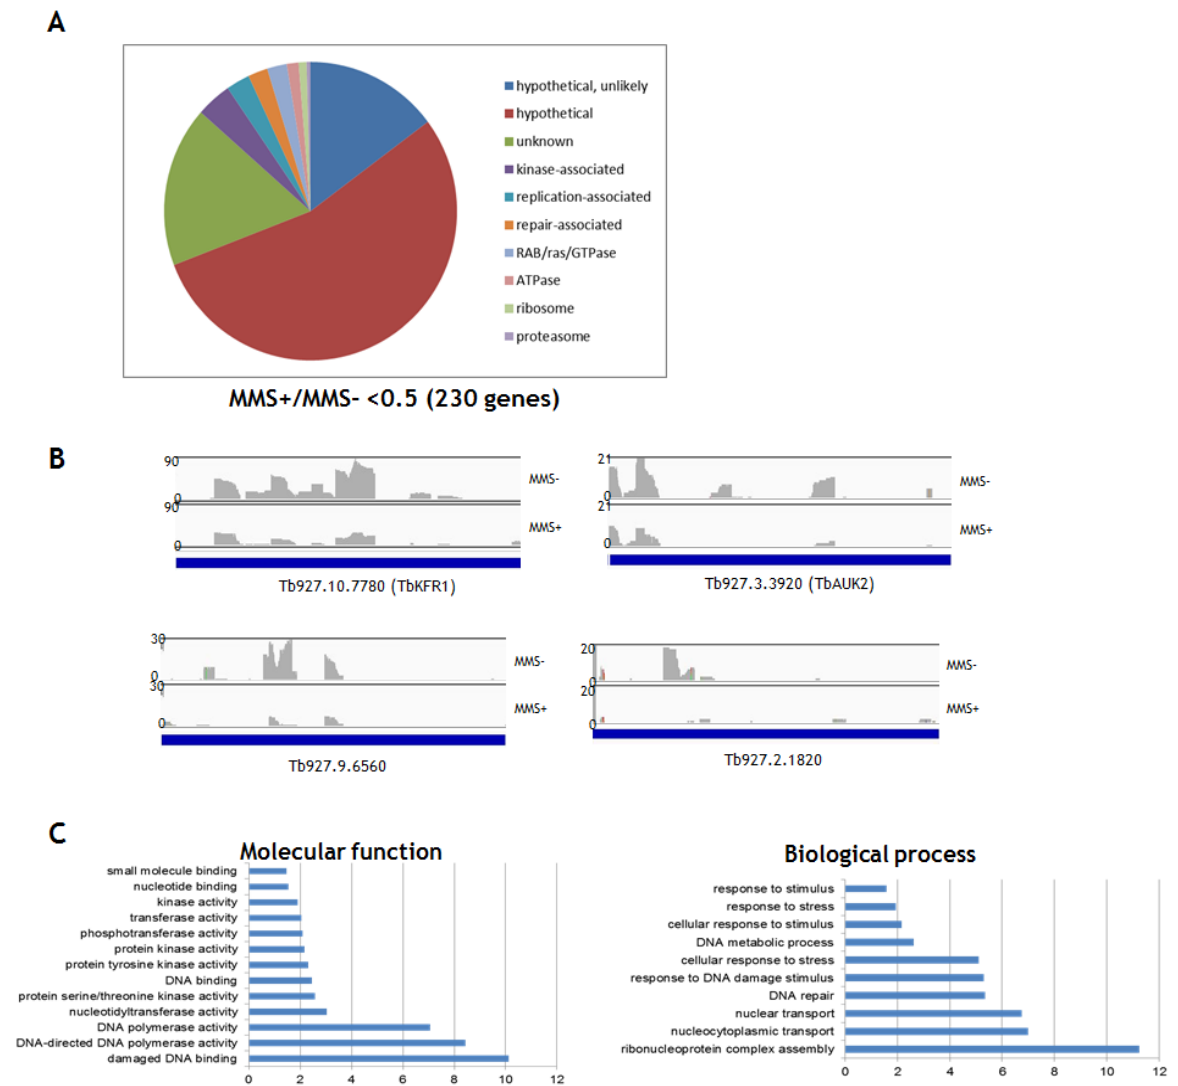 A
hypothetical, unlikely
hypothetical
unknown
kinase-associated
replication-associated
repair-associated
RAB/ras/GTPase
ATPase
ribosome
proteasome
MMS+/MMS- <0.5 (230 genes)
B
90
0
MMS-
90
0
MMS+
Tb927.10.7780 (TbKFR1)
21
0
MMS-
21
0
MMS+
Tb927.3.3920 (TbAUK2)
30
0
MMS-
30
0
MMS+
Tb927.9.6560
20
0
MMS-
20
0
MMS+
Tb927.2.1820
C
Molecular function
small molecule binding
nucleotide binding
kinase activity
transferase activity
phosphotransferase activity
protein kinase activity
protein tyrosine kinase activity
DNA binding
protein serine/threonine kinase activity
nucleotidyltransferase activity
DNA polymerase activity
DNA-directed DNA polymerase activity
damaged DNA binding
0 2 4 6 8 10 12
Biological process
response to stimulus
response to stress
cellular response to stimulus
DNA metabolic process
cellular response to stress
response to DNA damage stimulus
DNA repair
nuclear transport
nucleocytoplasmic transport
ribonucleoprotein complex assembly
0 2 4 6 8 10 12